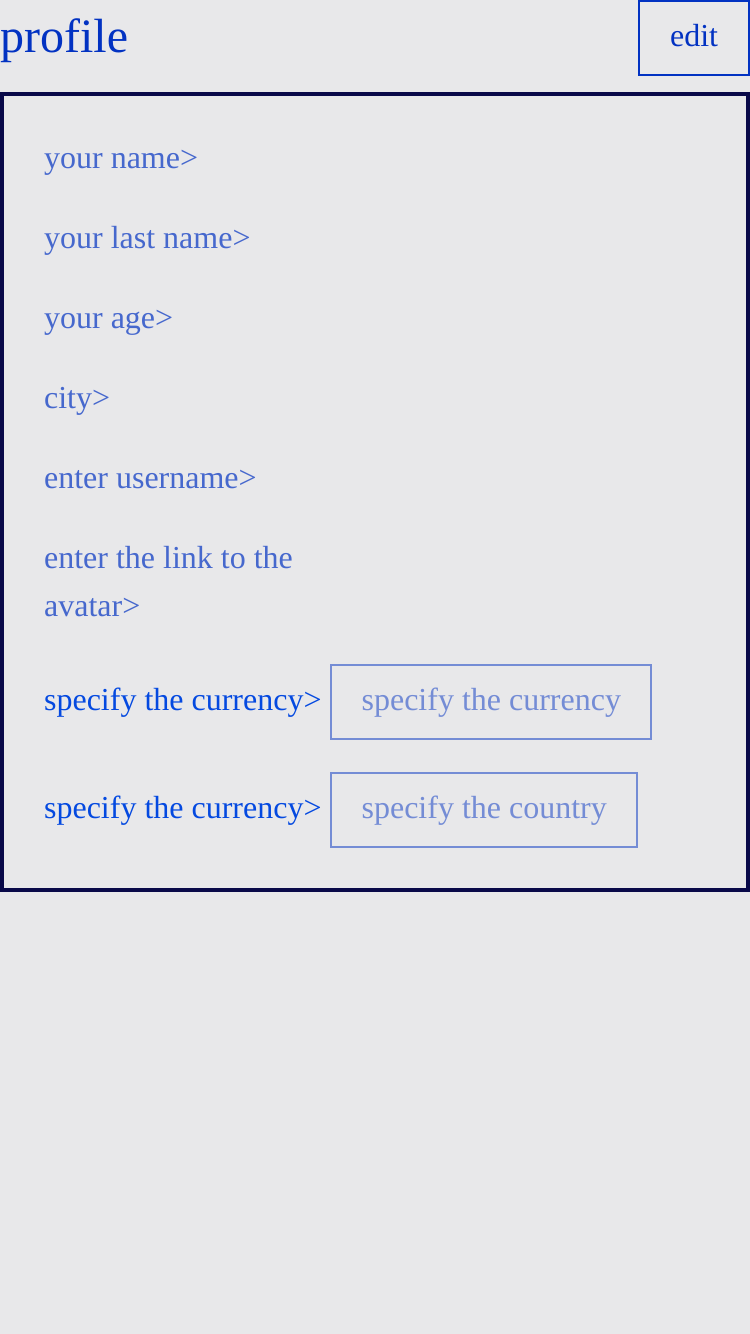 profile
edit
your name>
your last name>
your age>
city>
enter username>
enter the link to the
avatar>
specify the currency> specify the currency
specify the currency> specify the country